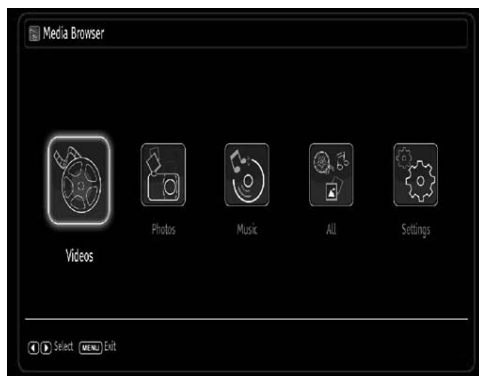 Media Browser
Videos
Photos
Music
All
Settings
Select MENU Exit